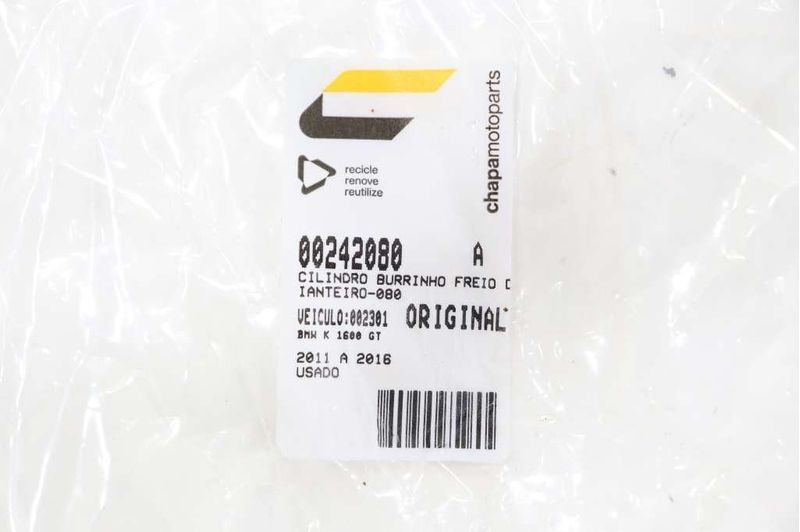 chapamotoparts
recicle
renove
reutilize
00242080 A
CILINDRO BURRINHO FREIO D
IANTEIRO-080
VEICULO:002301 ORIGINAL
BMW K 1600 GT
2011 A 2016
USADO